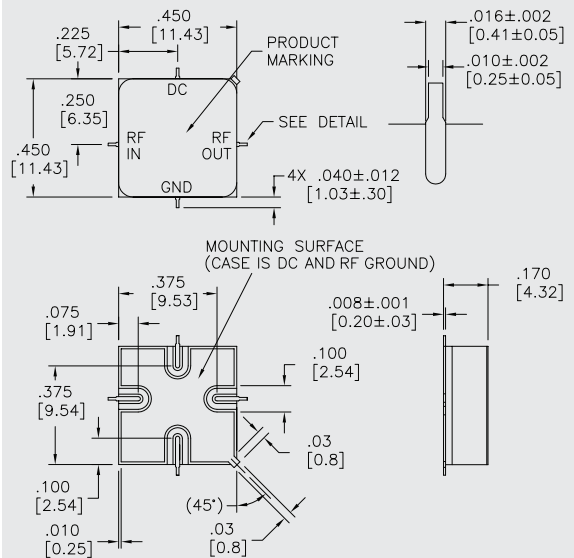 .450
[11.43]
.225
[5.72]
PRODUCT
MARKING
.016±.002
[0.41±0.05]
.010±.002
[0.25±0.05]
DC
.250
[6.35]
RF
IN
RF
OUT
SEE DETAIL
.450
[11.43]
GND
4X .040±.012
[1.03±.30]
MOUNTING SURFACE
(CASE IS DC AND RF GROUND)
.375
[9.53]
.170
[4.32]
.008±.001
[0.20±.03]
.075
[1.91]
.100
[2.54]
.375
[9.54]
.03
[0.8]
.100
[2.54]
(45°)
.010
[0.25]
.03
[0.8]